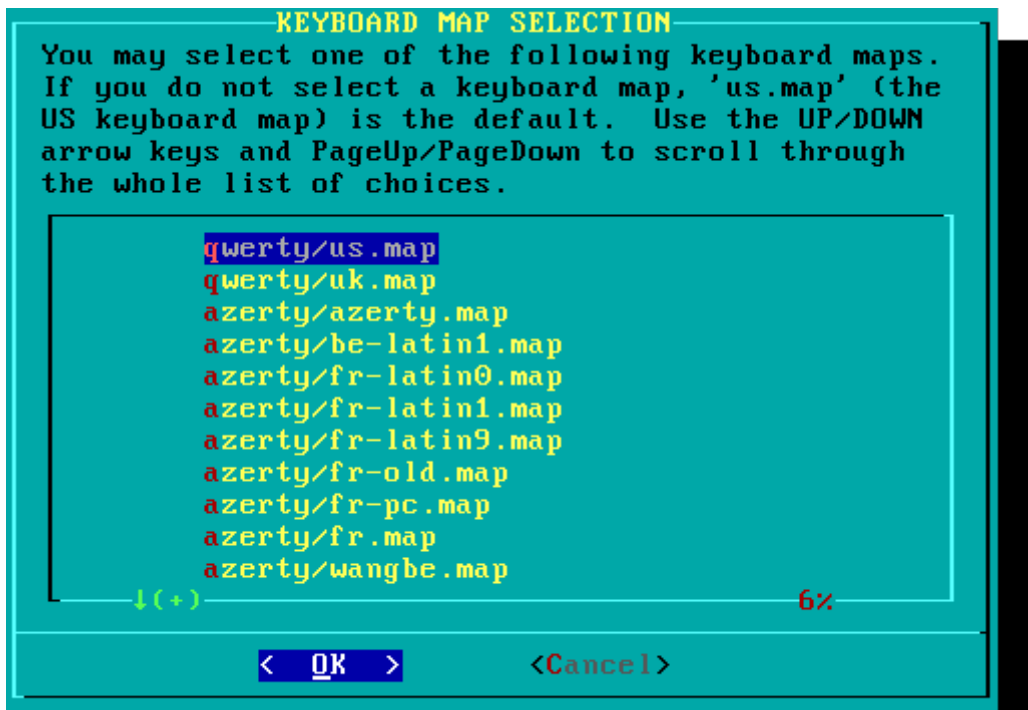 KEYBOARD MAP SELECTION
You may select one of the following keyboard maps.
If you do not select a keyboard map, 'us.map' (the
US keyboard map) is the default.  Use the UP/DOWN
arrow keys and PageUp/PageDown to scroll through
the whole list of choices.
qwerty/us.map
qwerty/uk.map
azerty/azerty.map
azerty/be-latin1.map
azerty/fr-latin0.map
azerty/fr-latin1.map
azerty/fr-latin9.map
azerty/fr-old.map
azerty/fr-pc.map
azerty/fr.map
azerty/wangbe.map
↓(+) 6%
<  OK  > <Cancel>